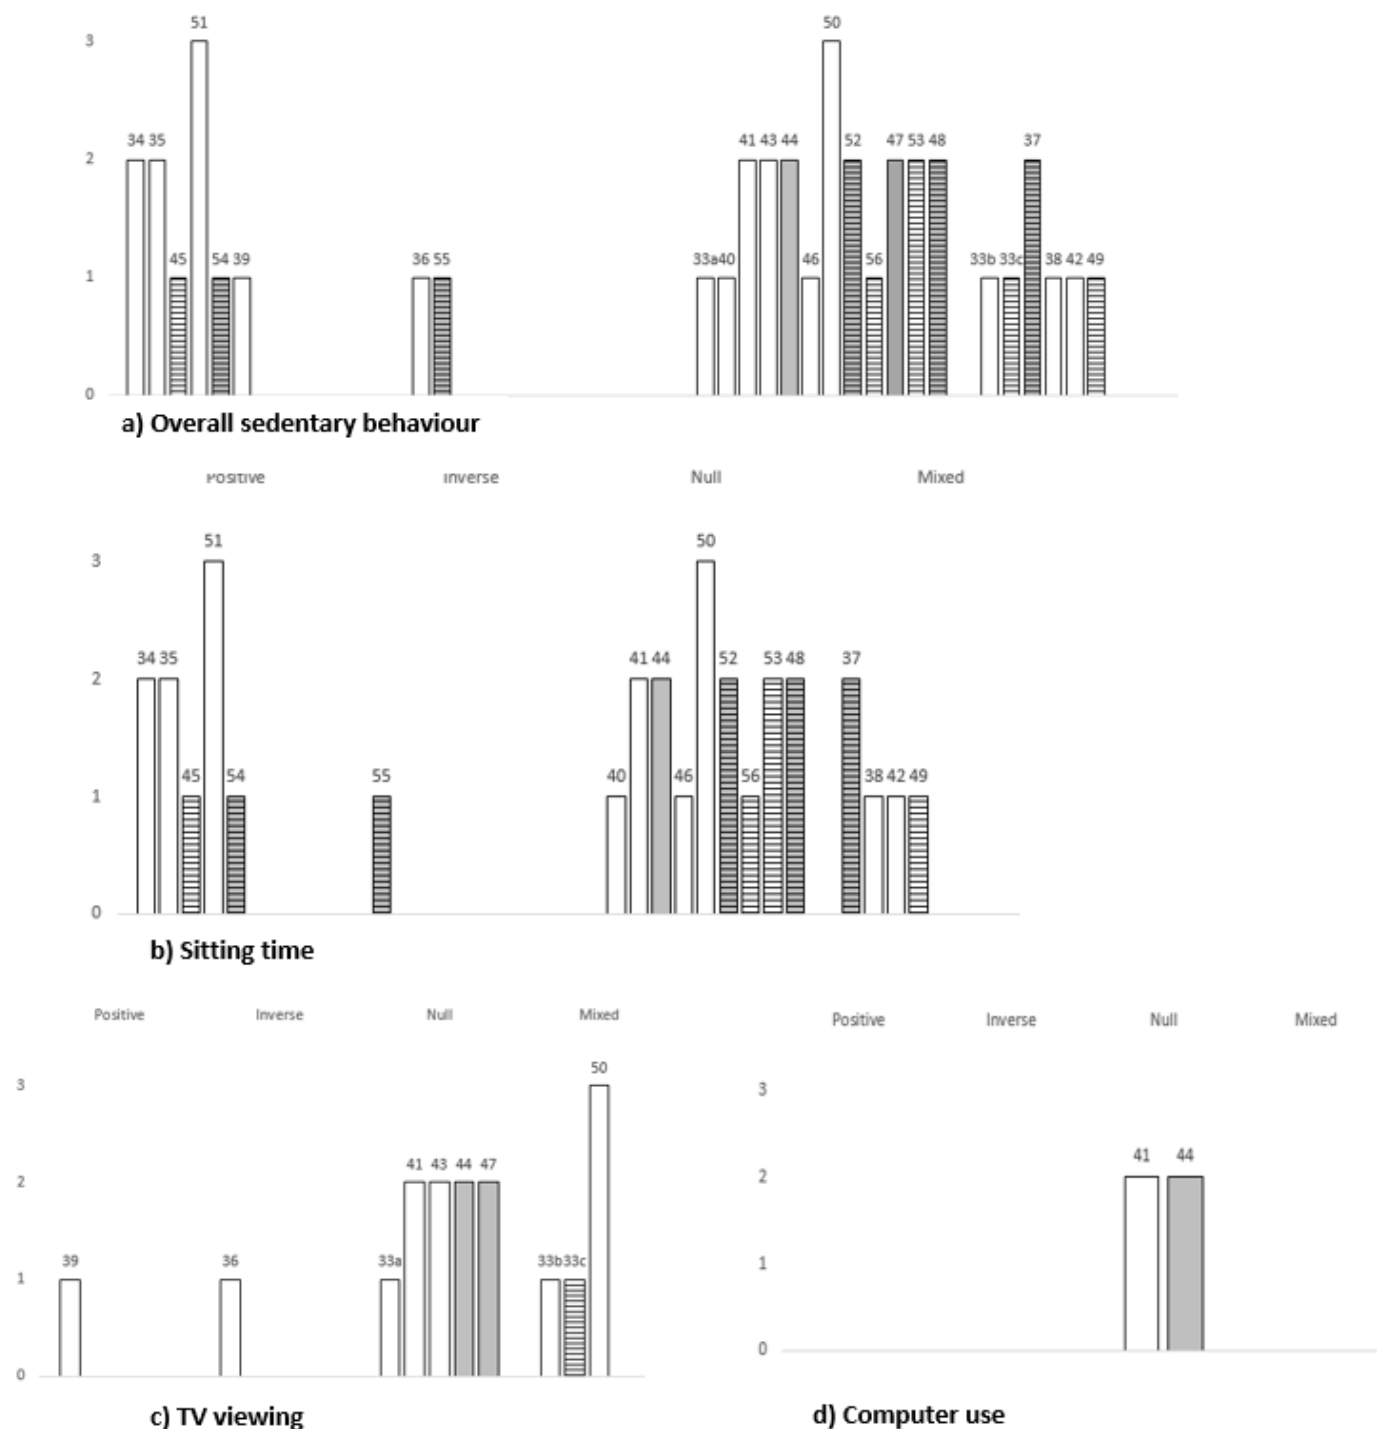 51
3
50
34 35
41 43 44
52
47 53 48
37
2
45
54 39
36 55
33a 40
46
56
33b 33c
38 42 49
1
0
a) Overall sedentary behaviour
Positive
Inverse
Null
Mixed
51
50
3
34 35
41 44
52
53 48
37
2
45
54
55
40
46
56
38 42 49
1
0
b) Sitting time
Positive
Inverse
Null
Mixed
50
3
41 43 44 47
2
39
36
33a
33b 33c
1
0
c) TV viewing
Positive
Inverse
Null
Mixed
3
41
44
2
1
0
d) Computer use